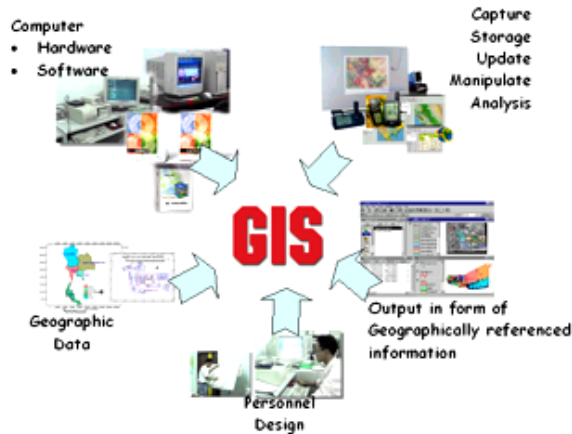 Computer
• Hardware
• Software
Capture
Storage
Update
Manipulate
Analysis
GIS
Geographic
Data
Output in form of
Geographically referenced
information
Personnel
Design